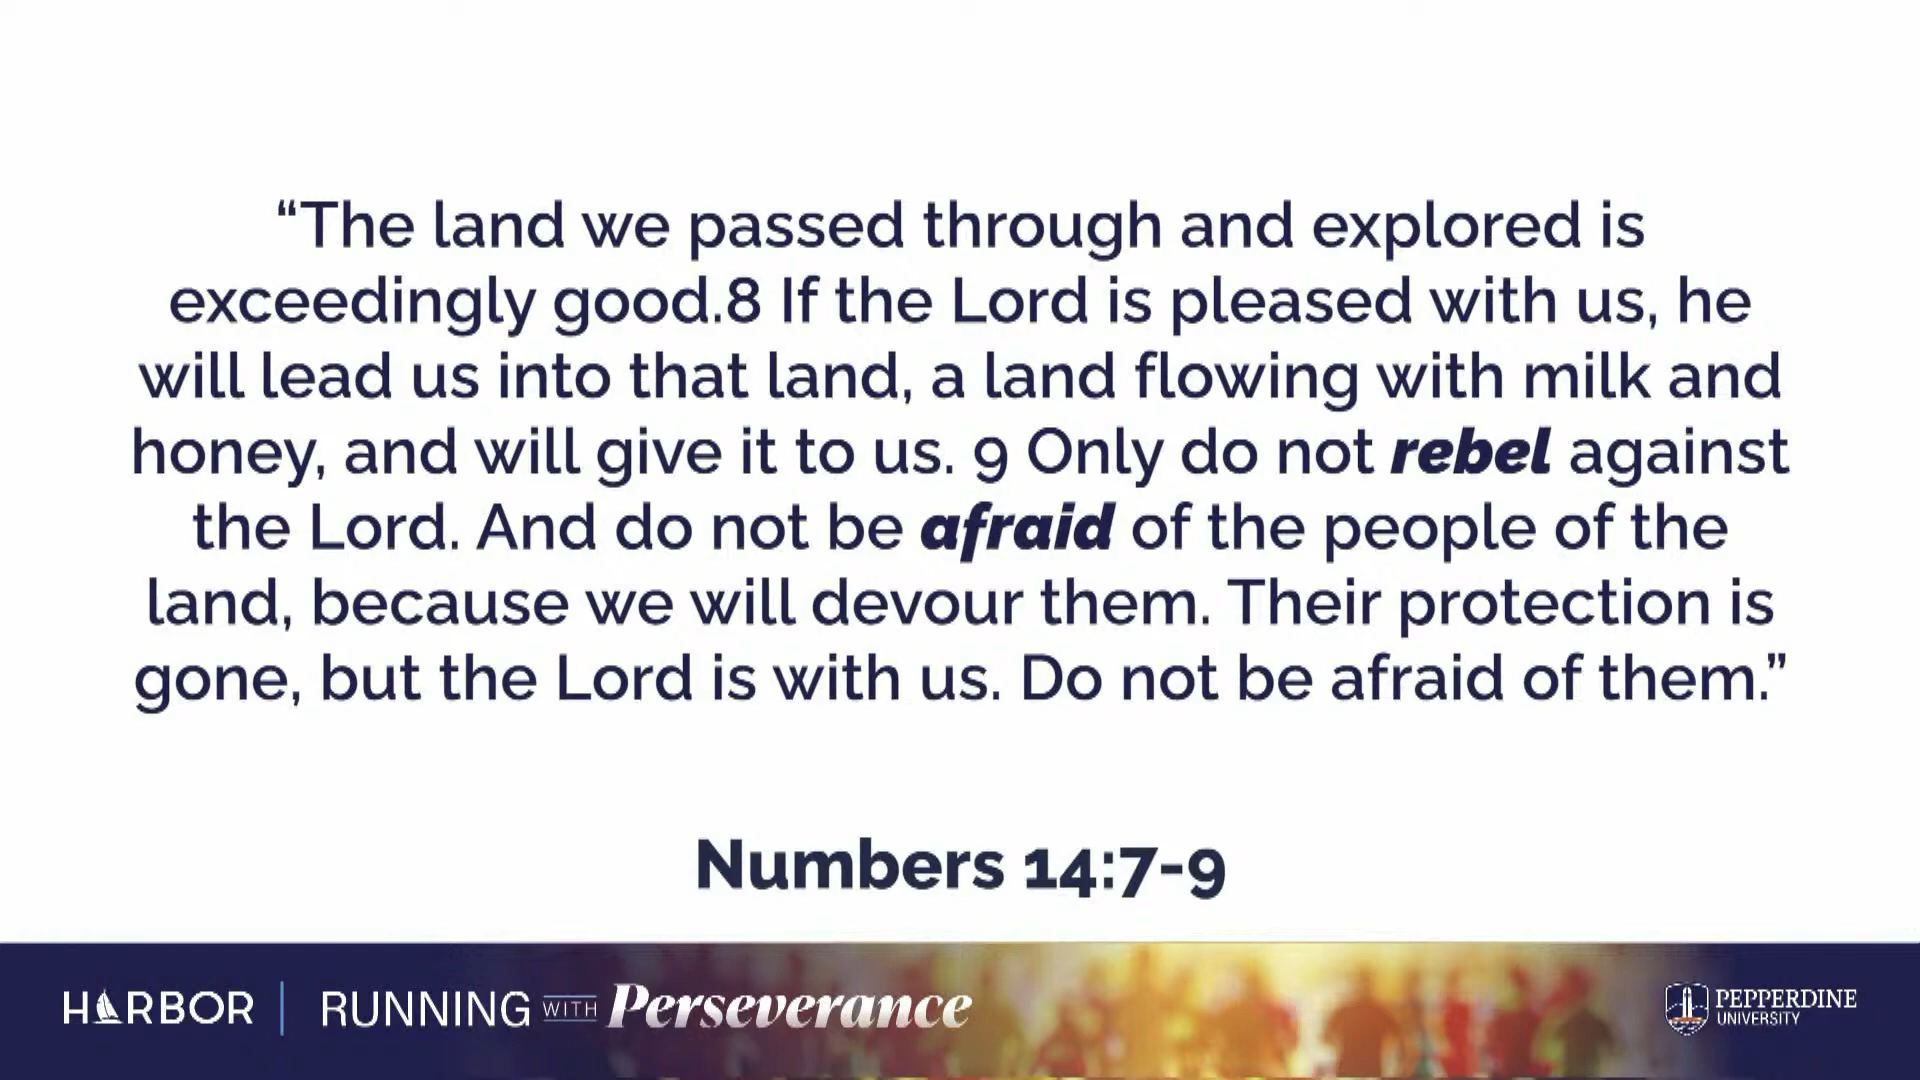 “The land we passed through and explored is
exceedingly good.8 If the Lord is pleased with us, he
will lead us into that land, a land flowing with milk and
honey, and will give it to us. 9 Only do not rebel against
the Lord. And do not be afraid of the people of the
land, because we will devour them. Their protection is
gone, but the Lord is with us. Do not be afraid of them.”
Numbers 14:7-9
HARBOR | RUNNING WITH Perseverance
PEPPERDINE
UNIVERSITY